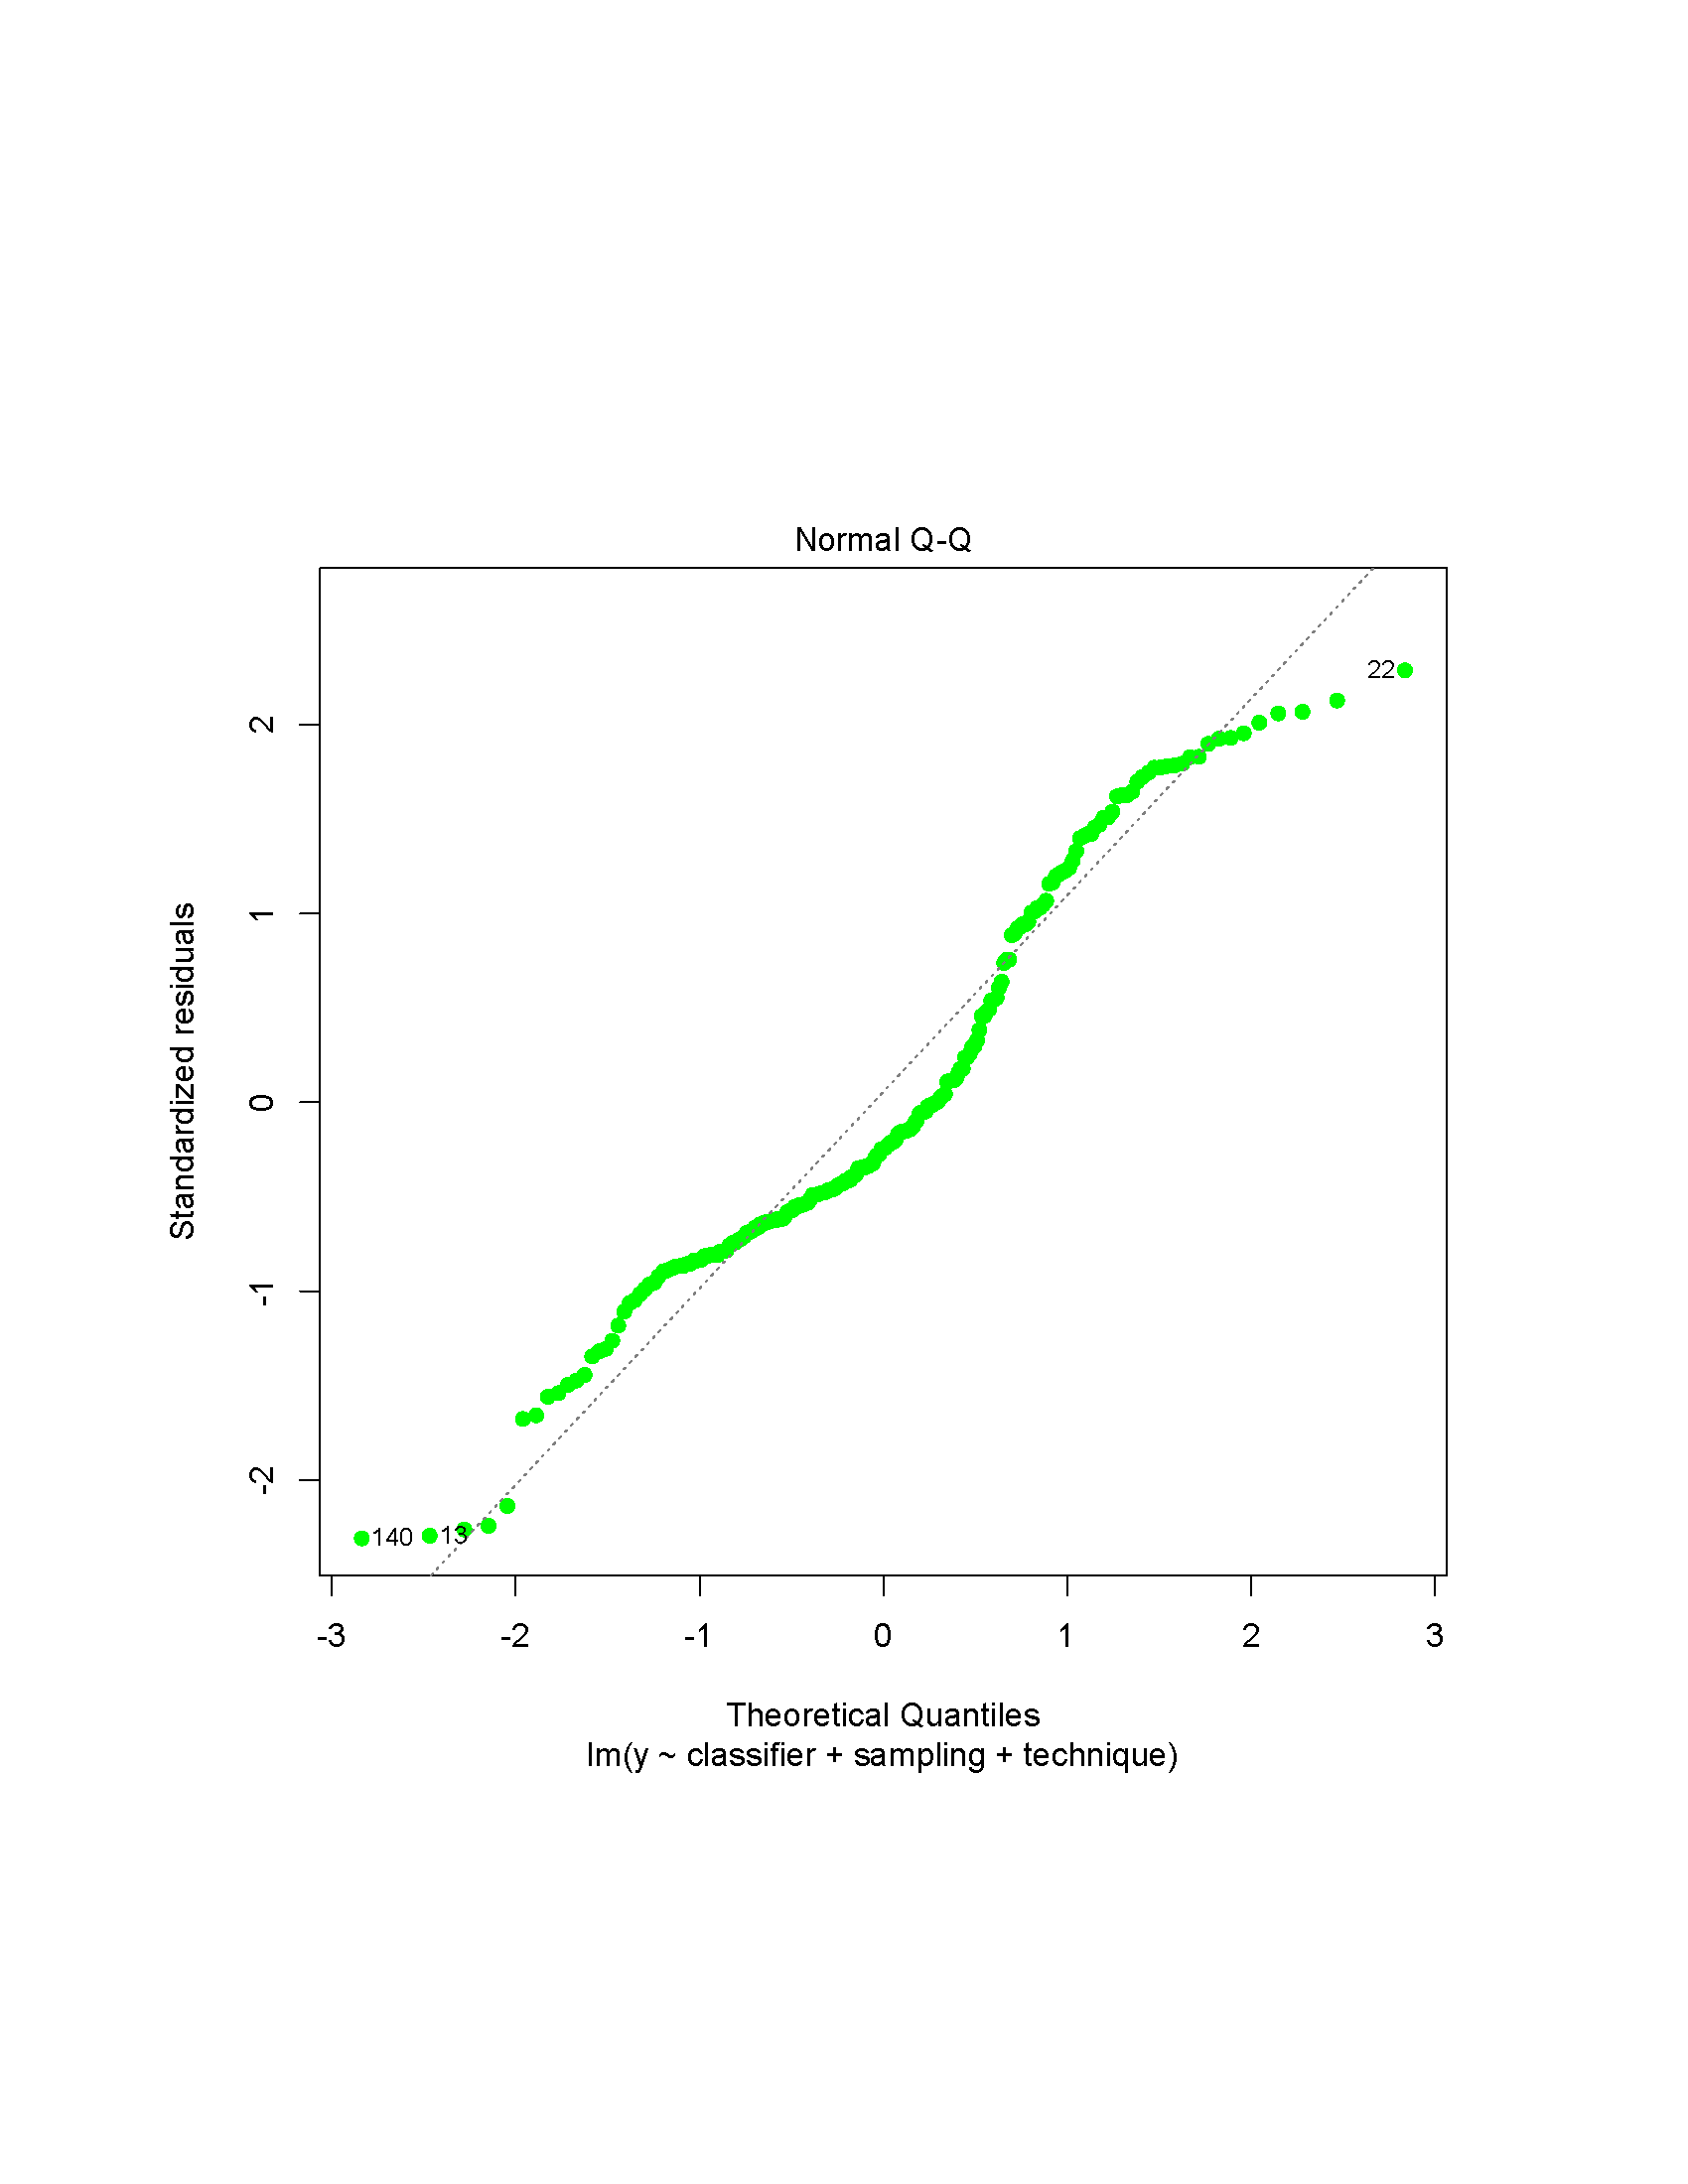 Normal Q-Q
22
2
1
0
-1
-2
Standardized residuals
140
13
-3 -2 -1 0 1 2 3
Theoretical Quantiles
lm(y ~ classifier + sampling + technique)